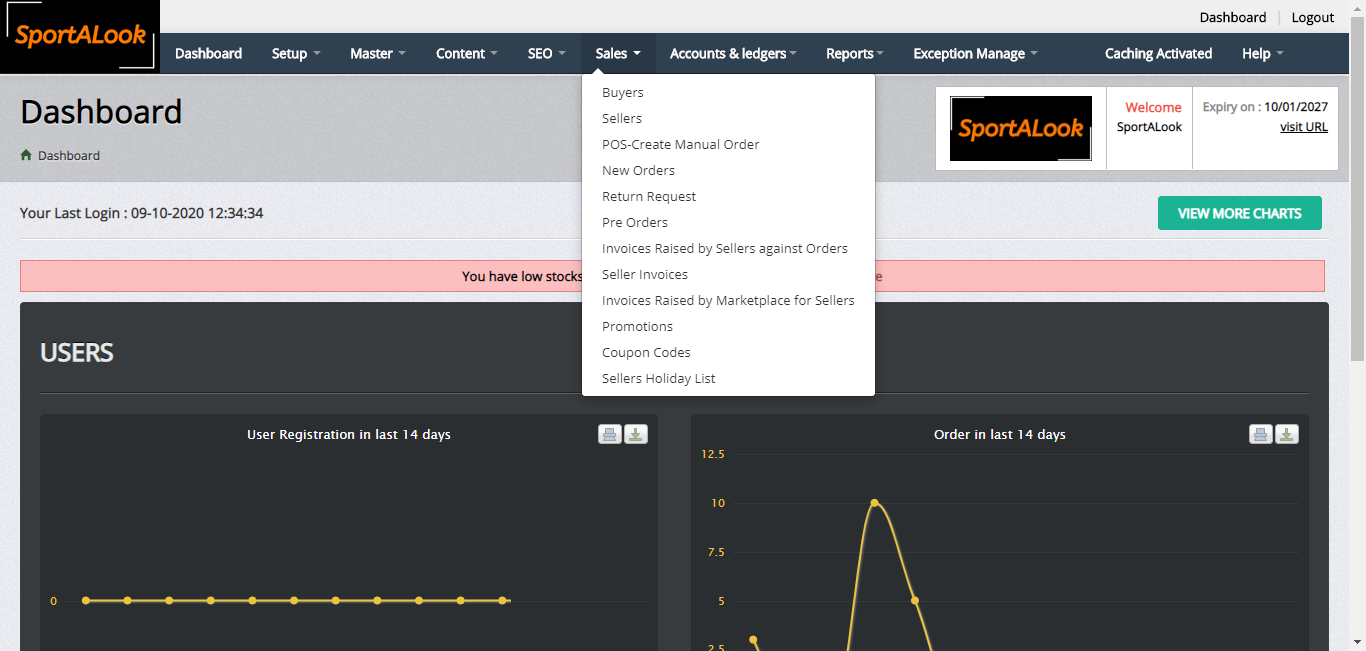 SportALook
Dashboard
Logout
Dashboard
Setup
Master
Content
SEO
Sales
Accounts & ledgers
Reports
Exception Manage
Caching Activated
Help
Dashboard
Dashboard
Buyers
Sellers
POS-Create Manual Order
New Orders
Return Request
Pre Orders
Invoices Raised by Sellers against Orders
Seller Invoices
Invoices Raised by Marketplace for Sellers
Promotions
Coupon Codes
Sellers Holiday List
SportALook
Welcome
SportALook
Expiry on : 10/01/2027
visit URL
Your Last Login : 09-10-2020 12:34:34
VIEW MORE CHARTS
You have low stocks
USERS
User Registration in last 14 days
0
Order in last 14 days
12.5
10
7.5
5
2.5